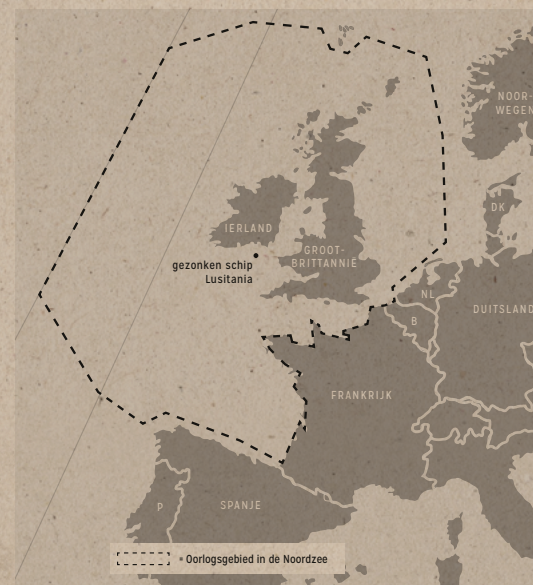 NOOR-
WEGEN
DK
IERLAND
GROOT-
BRITTANNIË
gezonken schip
Lusitania
NL
DUITSLAND
B
FRANKRIJK
P
SPANJE
= Oorlogsgebied in de Noordzee